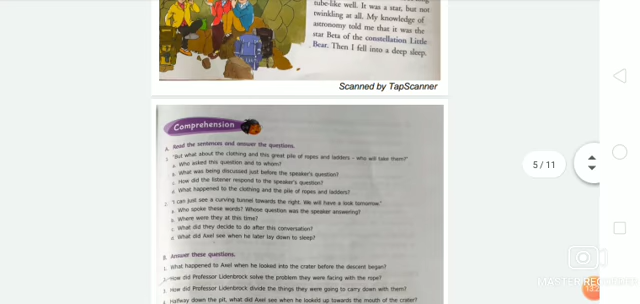 tube-like well. It was a star, but not
twinkling at all. My knowledge of
astronomy told me that it was the
star Beta of the constellation Little
Bear. Then I fell into a deep sleep.
Scanned by TapScanner
Comprehension
A. Read the sentences and answer the questions.
1. "But what about the clothing and this great pile of ropes and ladders – who will take them?"
a. Who asked this question and to whom?
b. What was being discussed just before the speaker's question?
c. How did the listener respond to the speaker's question?
d. What happened to the clothing and the pile of ropes and ladders?
2. "I can just see a curving tunnel towards the right. We will have a look tomorrow."
a. Who spoke these words? Whose question was the speaker answering?
b. Where were they at this time?
c. What did they decide to do after this conversation?
d. What did Axel see when he later lay down to sleep?
B. Answer these questions.
1. What happened to Axel when he looked into the crater before the descent began?
2. How did Professor Lidenbrock solve the problem they were facing with the rope?
3. How did Professor Lidenbrock divide the things they were going to carry down with them?
4. Halfway down the pit, what did Axel see when he looked up towards the mouth of the crater?
5 / 11